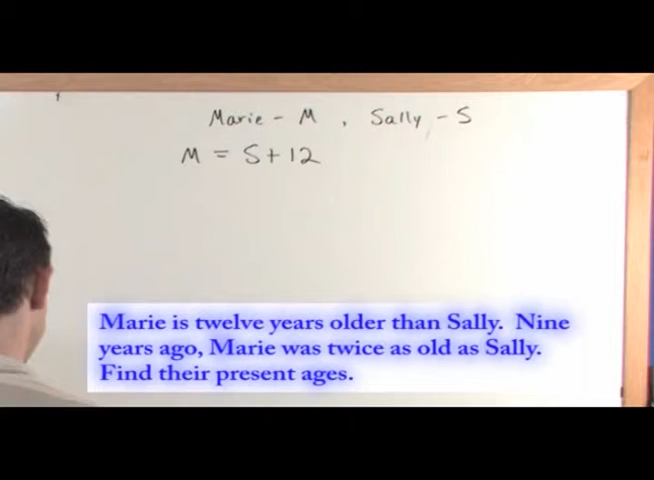 Marie - M , Sally - S
M = S + 12
Marie is twelve years older than Sally. Nine
years ago, Marie was twice as old as Sally.
Find their present ages.